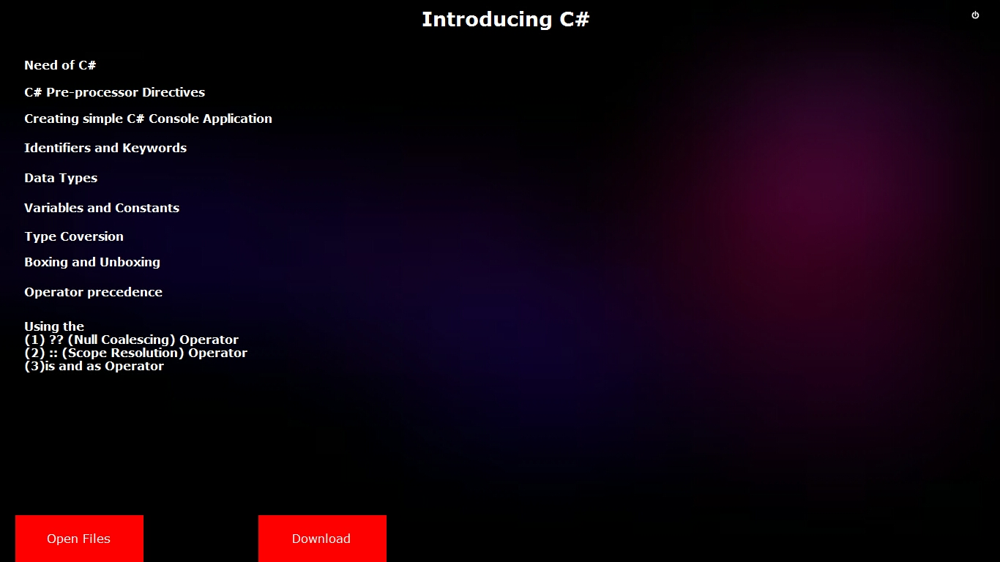 Introducing C#
Need of C#
C# Pre-processor Directives
Creating simple C# Console Application
Identifiers and Keywords
Data Types
Variables and Constants
Type Coversion
Boxing and Unboxing
Operator precedence
Using the
(1) ?? (Null Coalescing) Operator
(2) :: (Scope Resolution) Operator
(3)is and as Operator
Open Files
Download